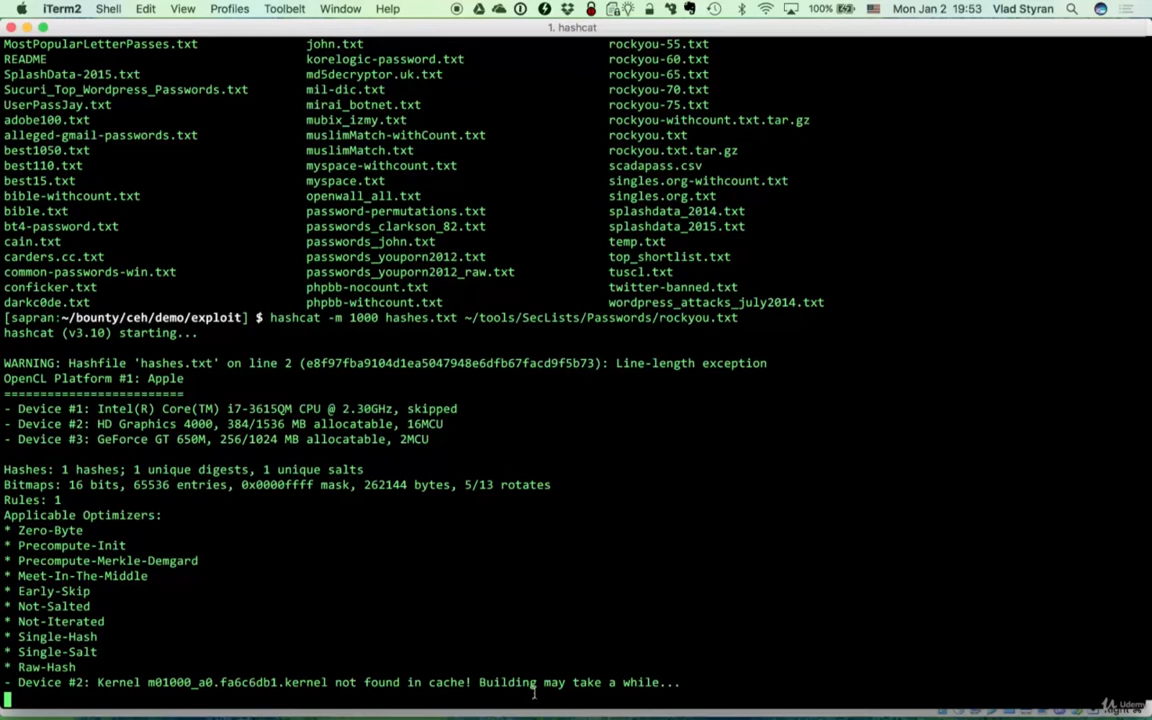 iTerm2 Shell Edit View Profiles Toolbelt Window Help 100% Mon Jan 2 19:53 Vlad Styran
1. hashcat
MostPopularLetterPasses.txt john.txt rockyou-55.txt
README korelogic-password.txt rockyou-60.txt
SplashData-2015.txt md5decryptor.uk.txt rockyou-65.txt
Sucuri_Top_Wordpress_Passwords.txt mil-dic.txt rockyou-70.txt
UserPassJay.txt mirai_botnet.txt rockyou-75.txt
adobe100.txt mubix_izmy.txt rockyou-withcount.txt.tar.gz
alleged-gmail-passwords.txt muslimMatch-withCount.txt rockyou.txt
best1050.txt muslimMatch.txt rockyou.txt.tar.gz
best110.txt myspace-withcount.txt scadapass.csv
best15.txt myspace.txt singles.org-withcount.txt
bible-withcount.txt openwall_all.txt singles.org.txt
bible.txt password-permutations.txt splashdata_2014.txt
bt4-password.txt passwords_clarkson_82.txt splashdata_2015.txt
cain.txt passwords_john.txt temp.txt
carders.cc.txt passwords_youporn2012.txt top_shortlist.txt
common-passwords-win.txt passwords_youporn2012_raw.txt tuscl.txt
conficker.txt phpbb-nocount.txt twitter-banned.txt
darkc0de.txt phpbb-withcount.txt wordpress_attacks_july2014.txt
[sapran:~/bounty/ceh/demo/exploit] $ hashcat -m 1000 hashes.txt ~/tools/SecLists/Passwords/rockyou.txt
hashcat (v3.10) starting...
WARNING: Hashfile 'hashes.txt' on line 2 (e8f97fba9104d1ea5047948e6dfb67facd9f5b73): Line-length exception
OpenCL Platform #1: Apple
=========================
- Device #1: Intel(R) Core(TM) i7-3615QM CPU @ 2.30GHz, skipped
- Device #2: HD Graphics 4000, 384/1536 MB allocatable, 16MCU
- Device #3: GeForce GT 650M, 256/1024 MB allocatable, 2MCU
Hashes: 1 hashes; 1 unique digests, 1 unique salts
Bitmaps: 16 bits, 65536 entries, 0x0000ffff mask, 262144 bytes, 5/13 rotates
Rules: 1
Applicable Optimizers:
* Zero-Byte
* Precompute-Init
* Precompute-Merkle-Demgard
* Meet-In-The-Middle
* Early-Skip
* Not-Salted
* Not-Iterated
* Single-Hash
* Single-Salt
* Raw-Hash
- Device #2: Kernel m01000_a0.fa6c6db1.kernel not found in cache! Building may take a while...
Udemy